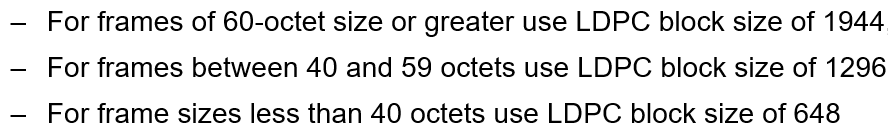 – For frames of 60-octet size or greater use LDPC block size of 1944,
– For frames between 40 and 59 octets use LDPC block size of 1296
– For frame sizes less than 40 octets use LDPC block size of 648